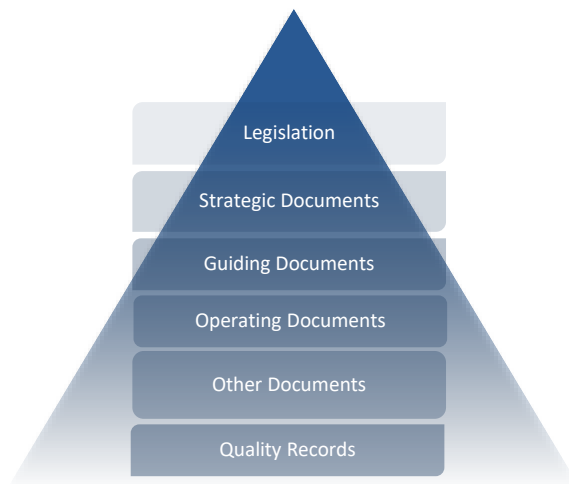 Legislation
Strategic Documents
Guiding Documents
Operating Documents
Other Documents
Quality Records